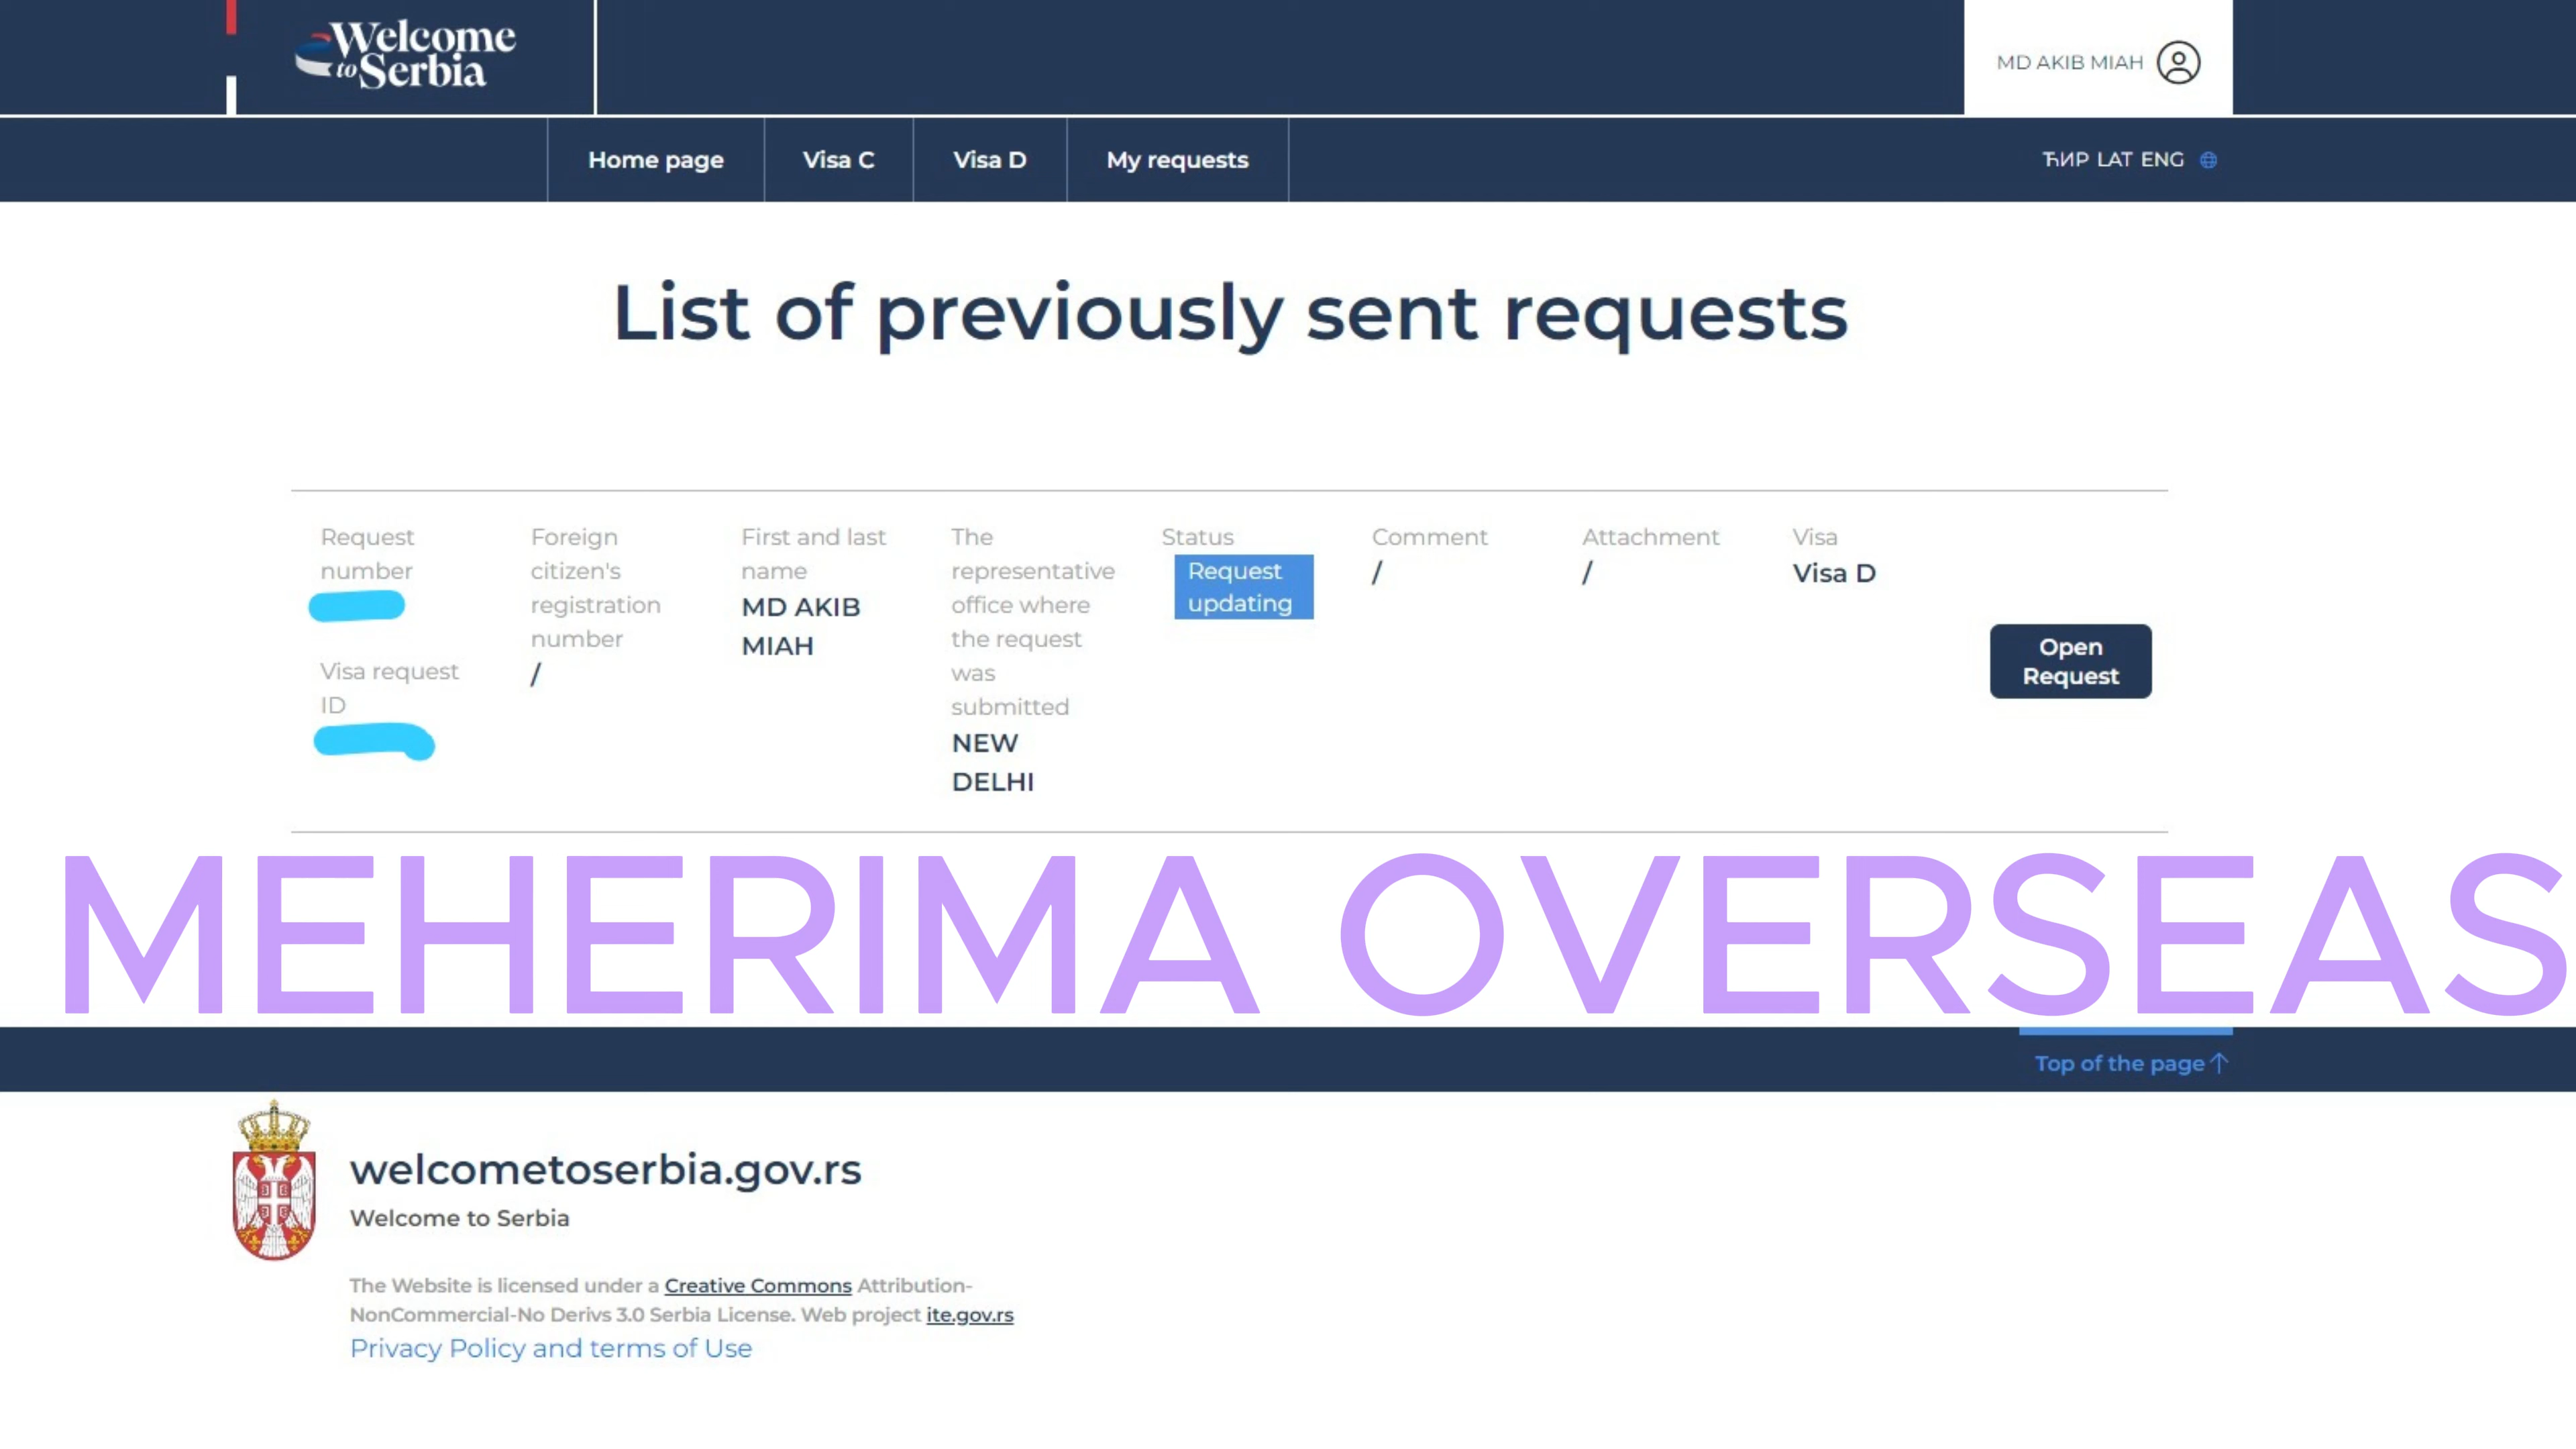 Welcome
to Serbia
MD AKIB MIAH
Home page
Visa C
Visa D
My requests
ЋИР LAT ENG
List of previously sent requests
Request
number
Visa request
ID
Foreign
citizen's
registration
number
/
First and last
name
MD AKIB
MIAH
The
representative
office where
the request
was
submitted
NEW
DELHI
Status
Request
updating
Comment
/
Attachment
/
Visa
Visa D
Open
Request
MEHERIMA OVERSEAS
Top of the page
welcometoserbia.gov.rs
Welcome to Serbia
The Website is licensed under a Creative Commons Attribution-
NonCommercial-No Derivs 3.0 Serbia License. Web project ite.gov.rs
Privacy Policy and terms of Use